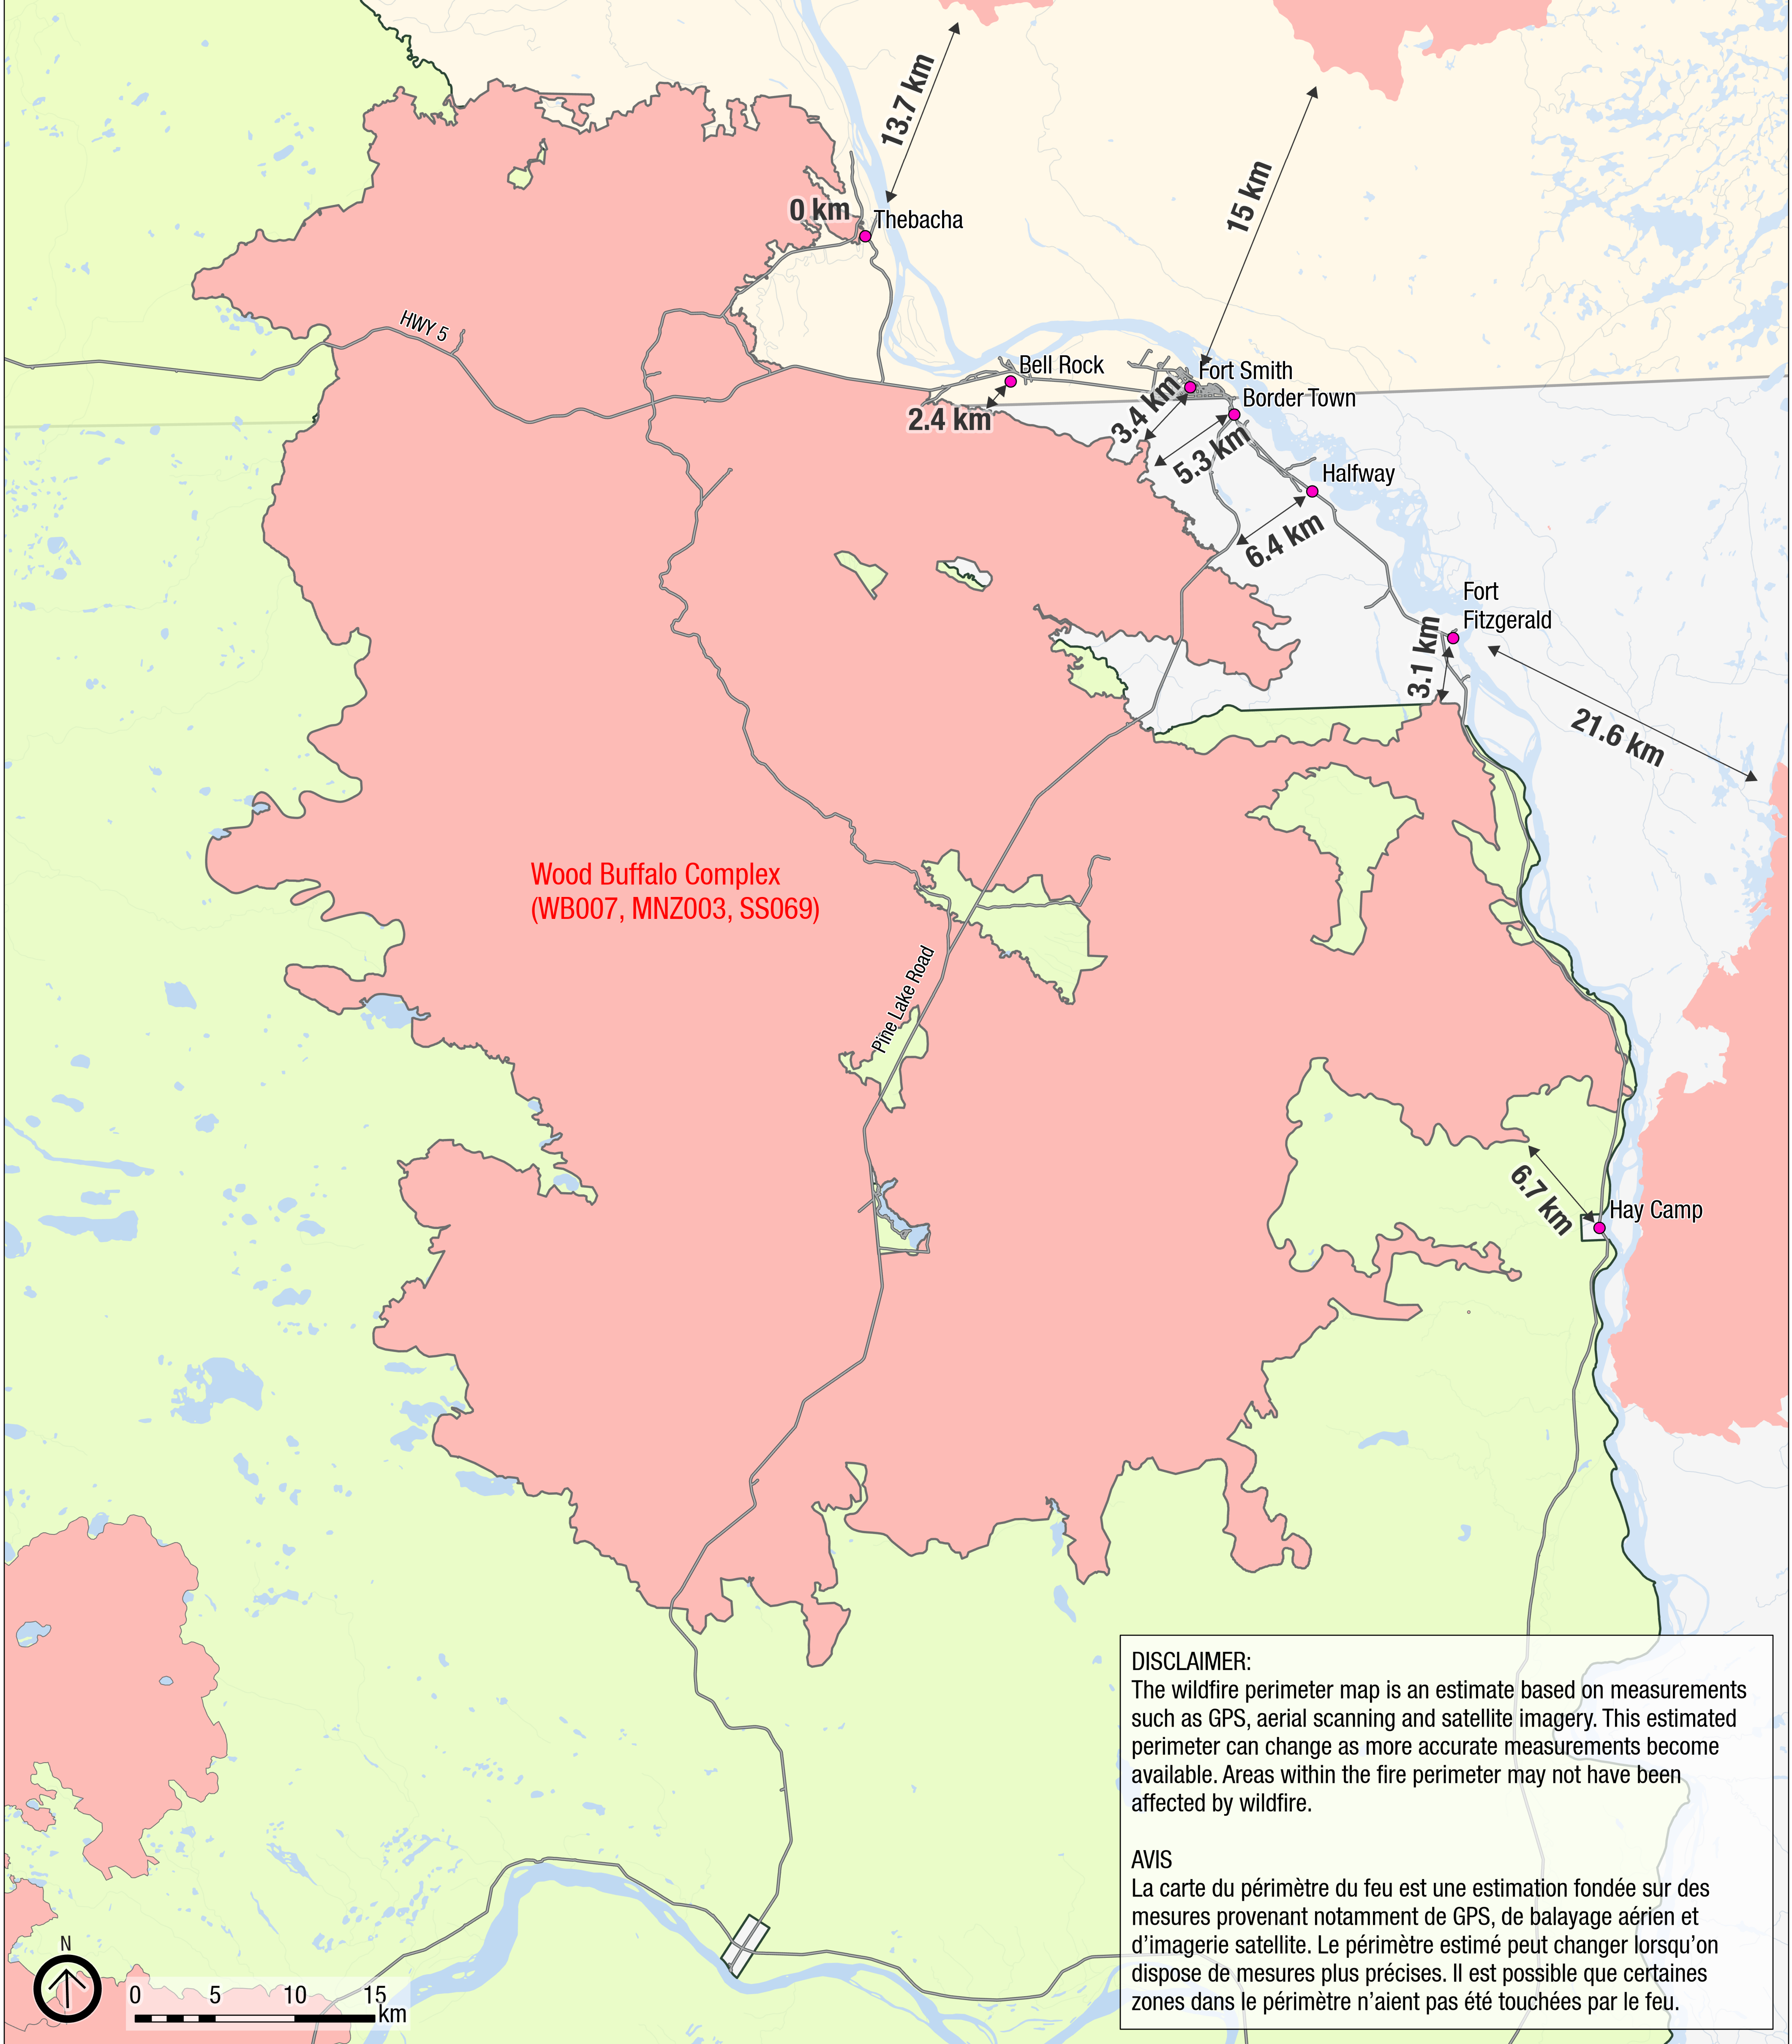 13.7 km
15 km
0 km
Thebacha
HWY 5
Bell Rock
2.4 km
Fort Smith
3.4 km
Border Town
5.3 km
Halfway
6.4 km
Fort
Fitzgerald
3.1 km
21.6 km
Wood Buffalo Complex
(WB007, MNZ003, SS069)
Pine Lake Road
6.7 km
Hay Camp
DISCLAIMER:
The wildfire perimeter map is an estimate based on measurements
such as GPS, aerial scanning and satellite imagery. This estimated
perimeter can change as more accurate measurements become
available. Areas within the fire perimeter may not have been
affected by wildfire.
AVIS
La carte du périmètre du feu est une estimation fondée sur des
mesures provenant notamment de GPS, de balayage aérien et
d'imagerie satellite. Le périmètre estimé peut changer lorsqu'on
dispose de mesures plus précises. Il est possible que certaines
zones dans le périmètre n'aient pas été touchées par le feu.
N
0 5 10 15
km